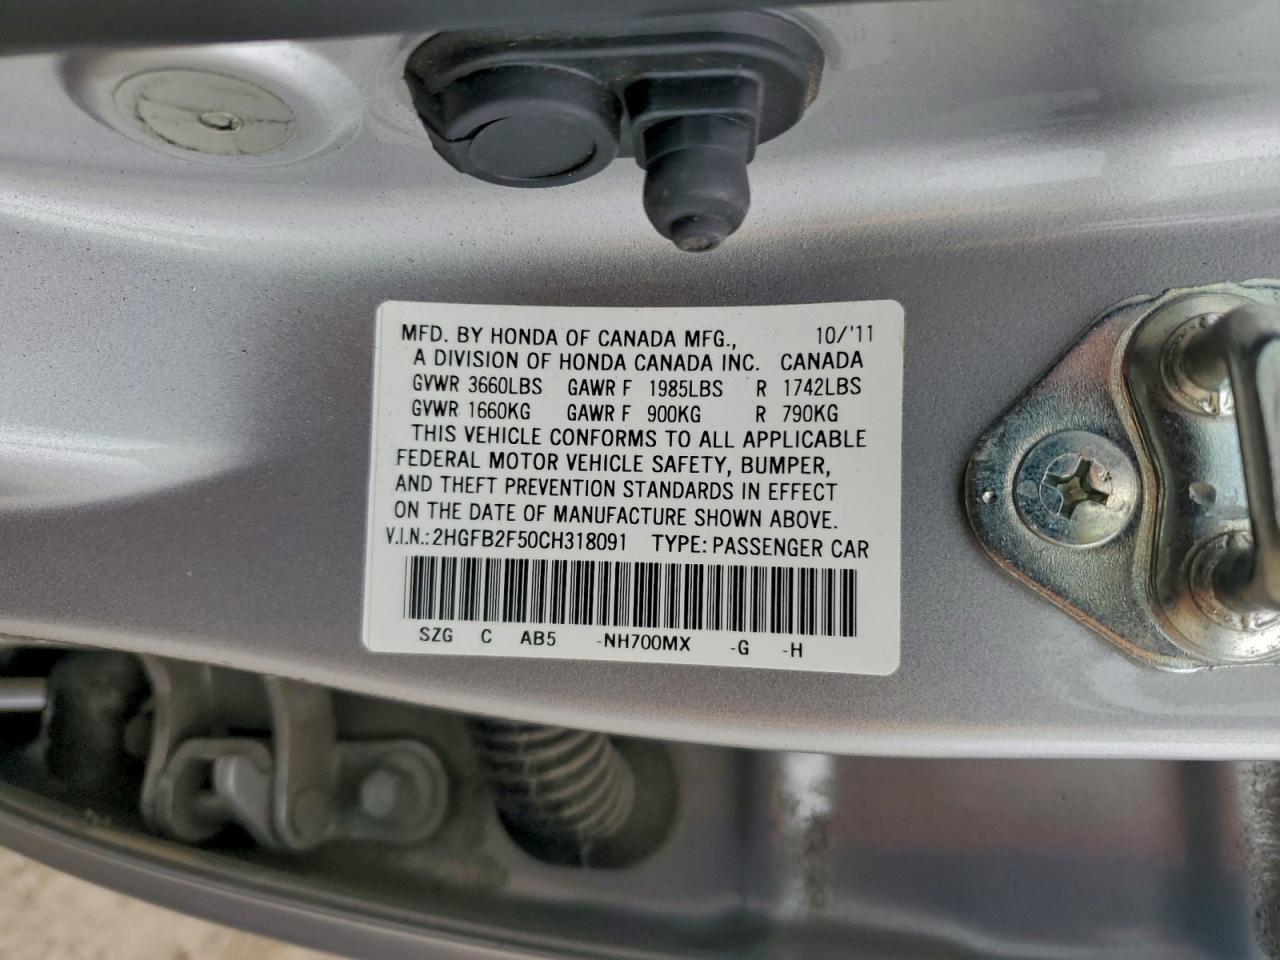 MFD. BY HONDA OF CANADA MFG., 10/'11
A DIVISION OF HONDA CANADA INC. CANADA
GVWR 3660LBS GAWR F 1985LBS R 1742LBS
GVWR 1660KG GAWR F 900KG R 790KG
THIS VEHICLE CONFORMS TO ALL APPLICABLE
FEDERAL MOTOR VEHICLE SAFETY, BUMPER,
AND THEFT PREVENTION STANDARDS IN EFFECT
ON THE DATE OF MANUFACTURE SHOWN ABOVE.
V.I.N.: 2HGFB2F50CH318091 TYPE: PASSENGER CAR
SZG C AB5 -NH700MX -G -H